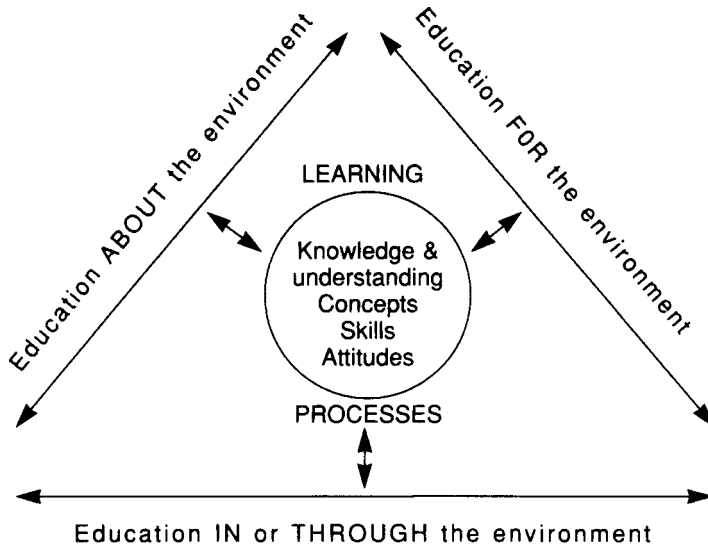 Education ABOUT the environment
Education FOR the environment
LEARNING
Knowledge &
understanding
Concepts
Skills
Attitudes
PROCESSES
Education IN or THROUGH the environment